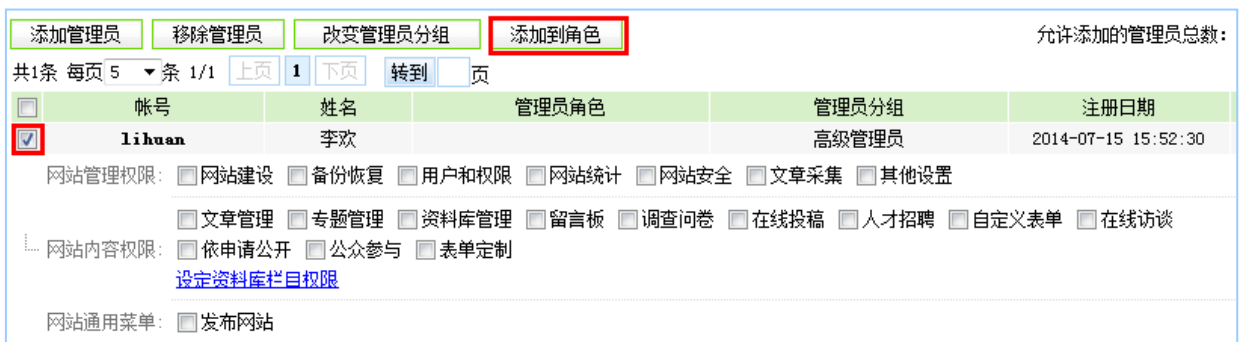 添加管理员 移除管理员 改变管理员分组 添加到角色 允许添加的管理员总数:
共1条 每页 5 条 1/1 上页 1 下页 转到 页
帐号 姓名 管理员角色 管理员分组 注册日期
lihuan 李欢 高级管理员 2014-07-15 15:52:30
网站管理权限: 网站建设 备份恢复 用户和权限 网站统计 网站安全 文章采集 其他设置
文章管理 专题管理 资料库管理 留言板 调查问卷 在线投稿 人才招聘 自定义表单 在线访谈
网站内容权限: 依申请公开 公众参与 表单定制
设定资料库栏目权限
网站通用菜单: 发布网站